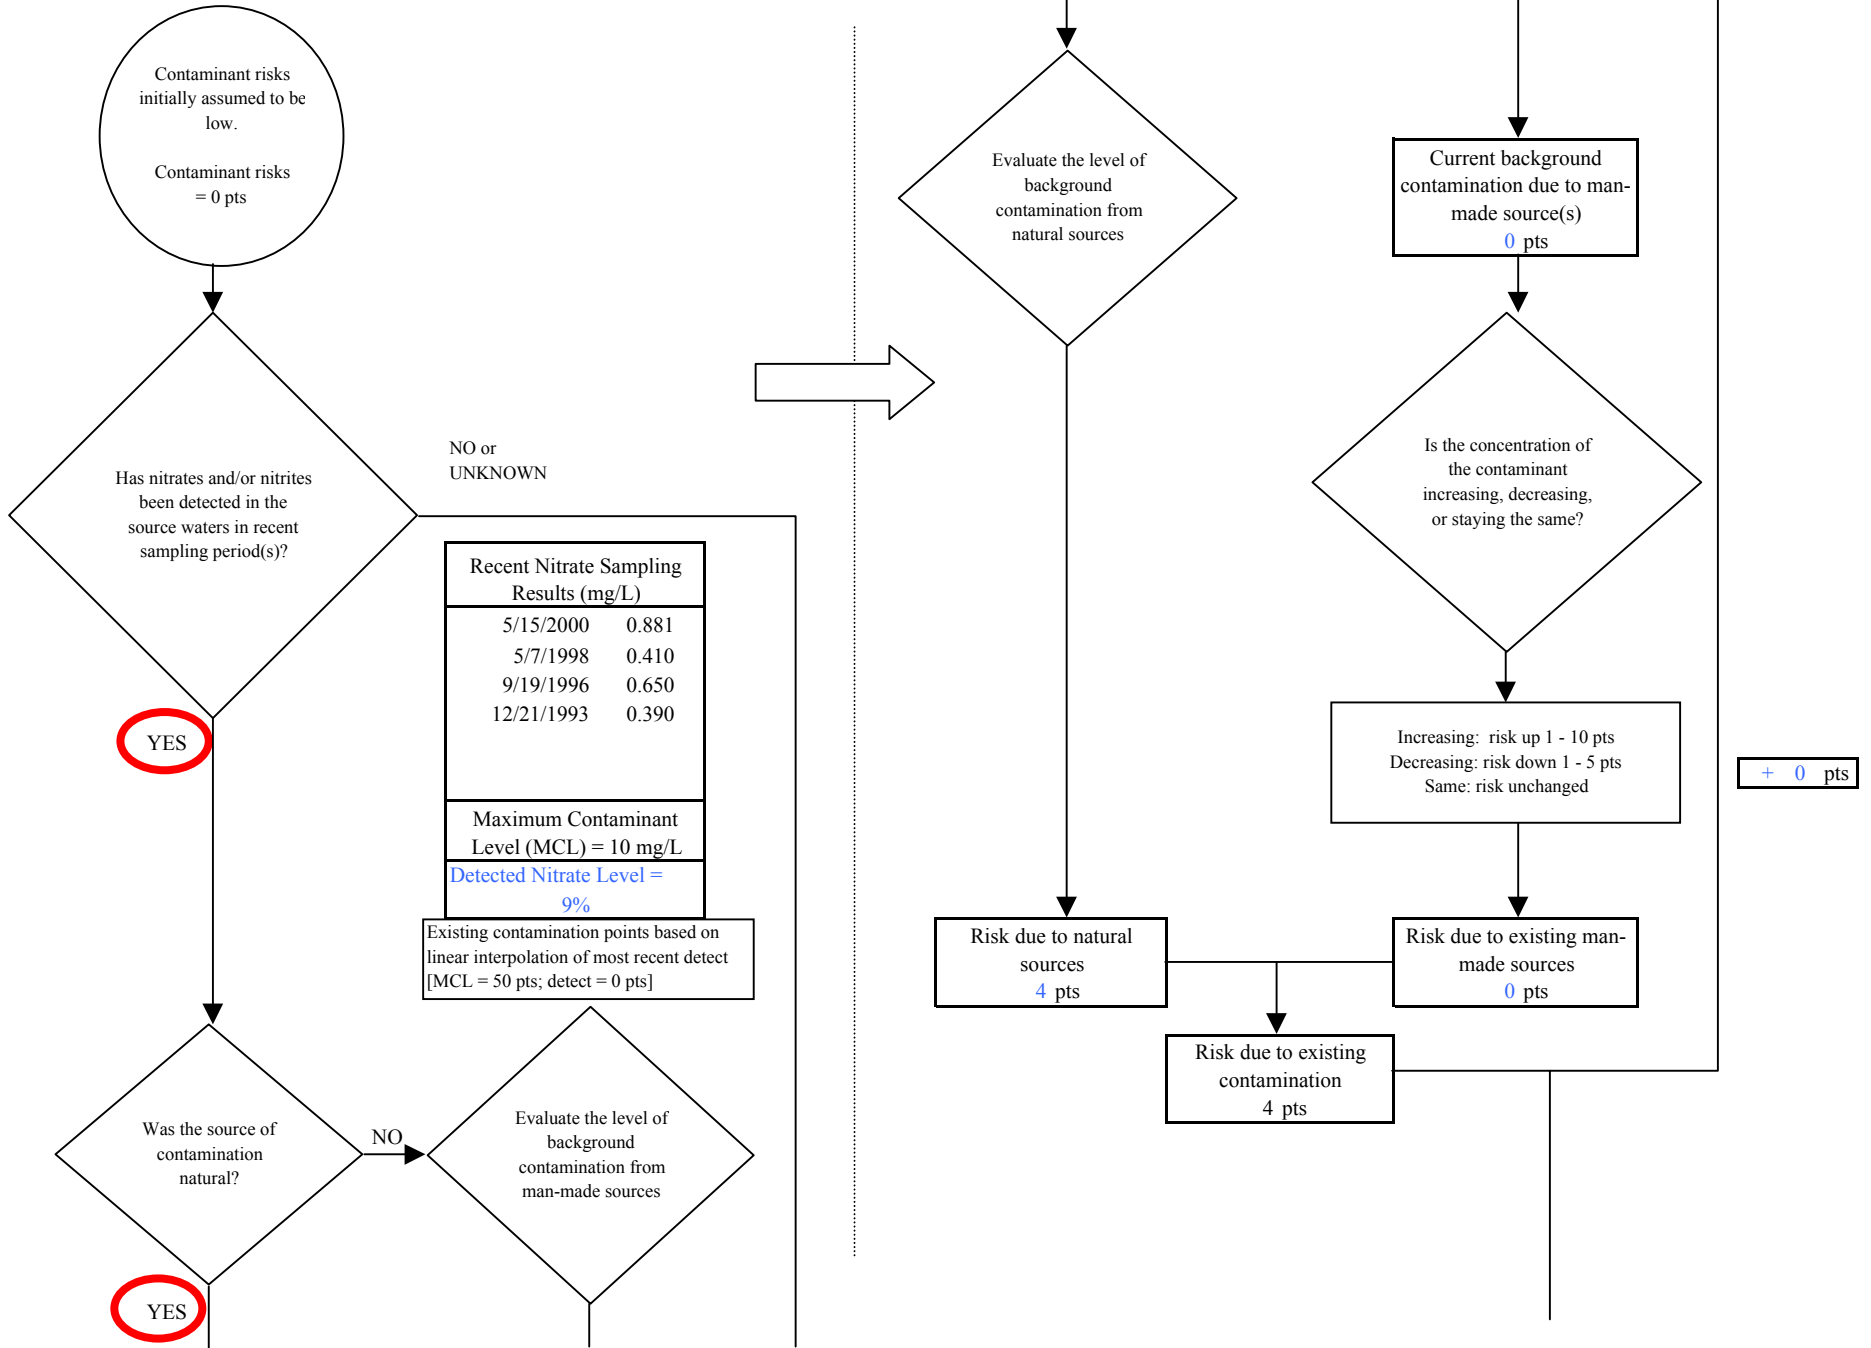 Contaminant risks
initially assumed to be
low.
Contaminant risks
= 0 pts
Has nitrates and/or nitrites
been detected in the
source waters in recent
sampling period(s)?
NO or
UNKNOWN
YES
Recent Nitrate Sampling
Results (mg/L)
5/15/2000 0.881
5/7/1998 0.410
9/19/1996 0.650
12/21/1993 0.390
Maximum Contaminant
Level (MCL) = 10 mg/L
Detected Nitrate Level =
9%
Existing contamination points based on
linear interpolation of most recent detect
[MCL = 50 pts; detect = 0 pts]
Was the source of
contamination
natural?
NO
YES
Evaluate the level of
background
contamination from
man-made sources
Evaluate the level of
background
contamination from
natural sources
Current background
contamination due to man-
made source(s)
0 pts
Is the concentration of
the contaminant
increasing, decreasing,
or staying the same?
Increasing: risk up 1 - 10 pts
Decreasing: risk down 1 - 5 pts
Same: risk unchanged
+ 0 pts
Risk due to natural
sources
4 pts
Risk due to existing man-
made sources
0 pts
Risk due to existing
contamination
4 pts